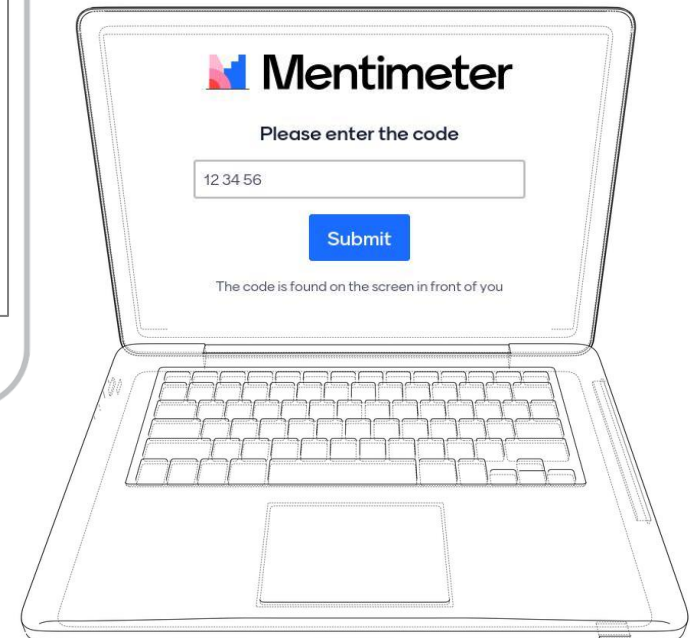 Mentimeter
Please enter the code
12 34 56
Submit
The code is found on the screen in front of you